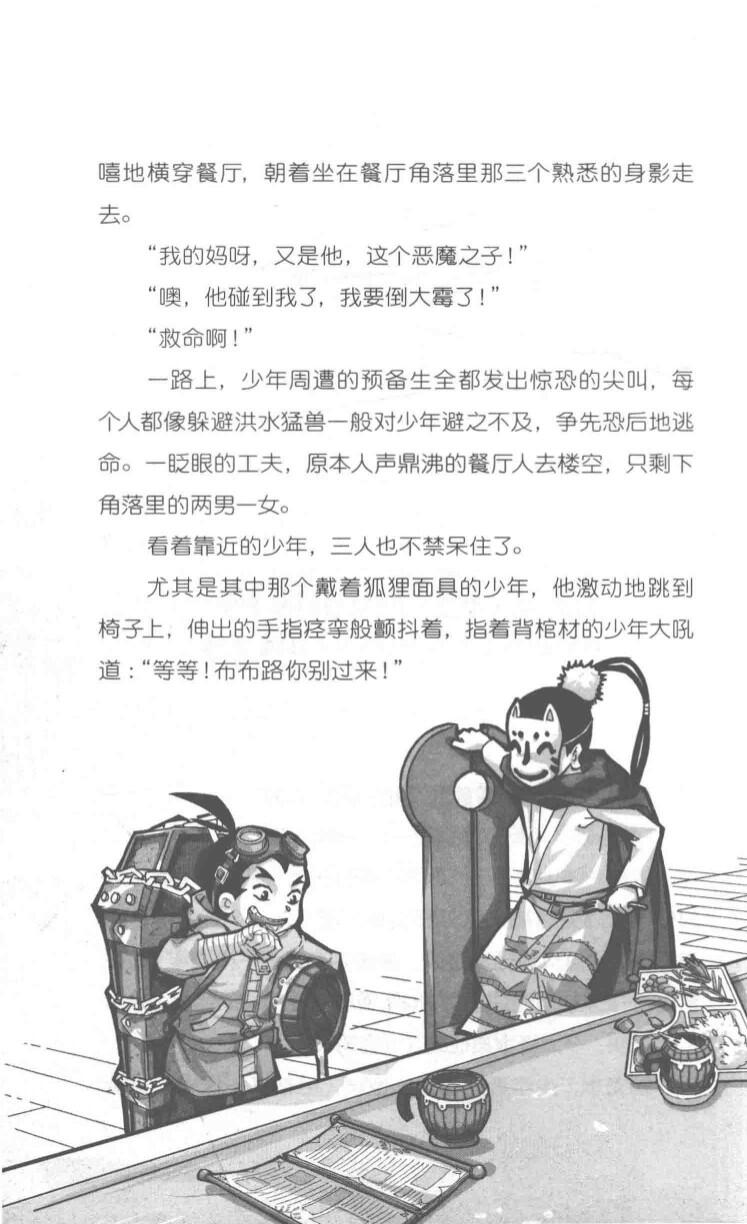 嘻地横穿餐厅，朝着坐在餐厅角落里那三个熟悉的身影走
去。
“我的妈呀，又是他，这个恶魔之子！”
“噢，他碰到我了，我要倒大霉了！”
“救命啊！”
一路上，少年周遭的预备生全都发出惊恐的尖叫，每
个人都像躲避洪水猛兽一般对少年避之不及，争先恐后地逃
命。一眨眼的工夫，原本人声鼎沸的餐厅人去楼空，只剩下
角落里的两男一女。
看着靠近的少年，三人也不禁呆住了。
尤其是其中那个戴着狐狸面具的少年，他激动地跳到
椅子上，伸出的手指痉挛般颤抖着，指着背棺材的少年大吼
道：“等等！布布路你别过来！”